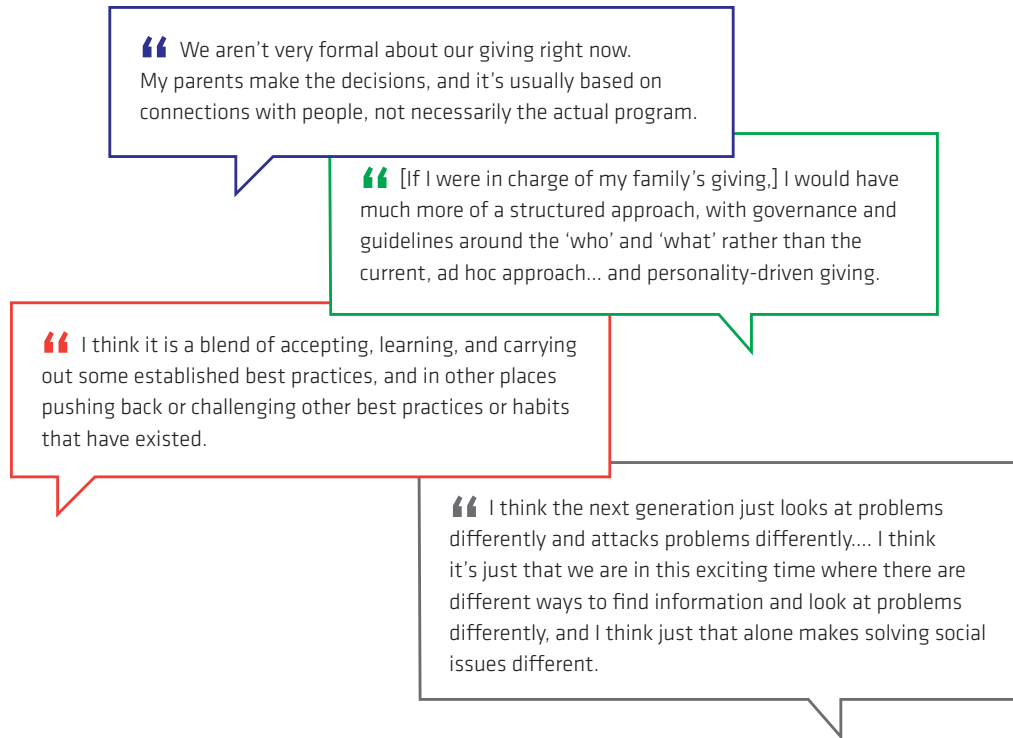 “ We aren’t very formal about our giving right now.
My parents make the decisions, and it’s usually based on
connections with people, not necessarily the actual program.
“ [If I were in charge of my family’s giving,] I would have
much more of a structured approach, with governance and
guidelines around the ‘who’ and ‘what’ rather than the
current, ad hoc approach... and personality-driven giving.
“ I think it is a blend of accepting, learning, and carrying
out some established best practices, and in other places
pushing back or challenging other best practices or habits
that have existed.
“ I think the next generation just looks at problems
differently and attacks problems differently.... I think
it’s just that we are in this exciting time where there are
different ways to find information and look at problems
differently, and I think just that alone makes solving social
issues different.